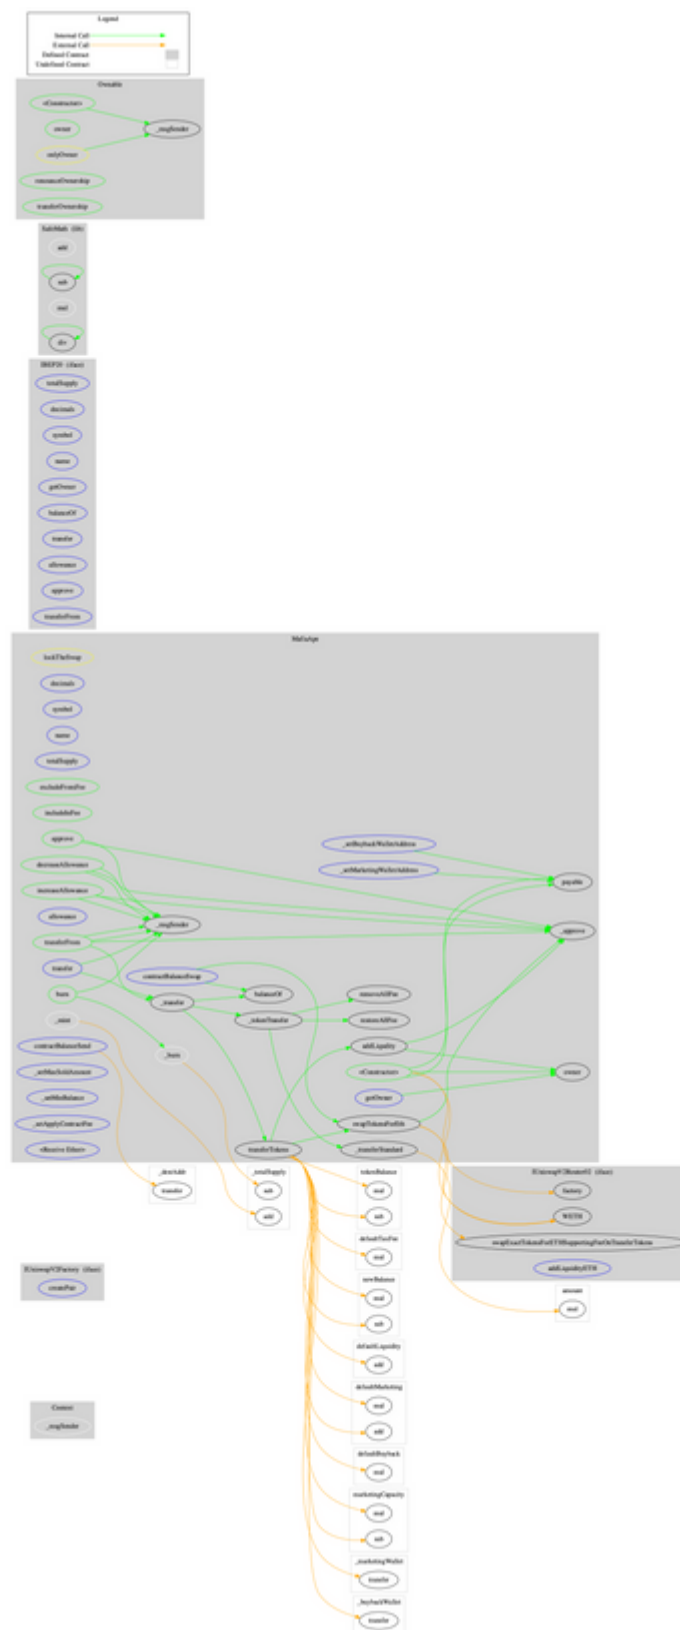 Legend
Internal Call
External Call
Defined Contract
Undefined Contract
Ownable
<Constructor>
owner
_msgSender
onlyOwner
renounceOwnership
transferOwnership
SafeMath (lib)
add
sub
mul
div
IBEP20 (iface)
totalSupply
decimals
symbol
name
getOwner
balanceOf
transfer
allowance
approve
transferFrom
lockTheSwap
decimals
symbol
name
totalSupply
excludeFromFee
includeInFee
approve
_setBuybackWalletAddress
decreaseAllowance
_setMarketingWalletAddress
payable
increaseAllowance
allowance
_msgSender
_approve
transferFrom
transfer
contractBalanceSwap
burn
_transfer
balanceOf
removeAllFee
_mint
_tokenTransfer
restoreAllFee
contractBalanceSend
_burn
addLiquidity
_setMaxSoldAmount
<Constructor>
owner
_setMinBalance
getOwner
_setApplyContractFee
swapTokensForEth
<Receive Ether>
transferTokens
_transferStandard
_destAddr
transfer
_totalSupply
sub
add
tokenBalance
mul
sub
IUniswapV2Router02 (iface)
factory
WETH
swapExactTokensForETHSupportingFeeOnTransferTokens
addLiquidityETH
defaultTaxFee
mul
IUniswapV2Factory (iface)
createPair
newBalance
mul
sub
amount
mul
defaultLiquidity
add
defaultMarketing
mul
add
Context
_msgSender
defaultBuyback
mul
marketingCapacity
mul
sub
_marketingWallet
transfer
_buybackWallet
transfer